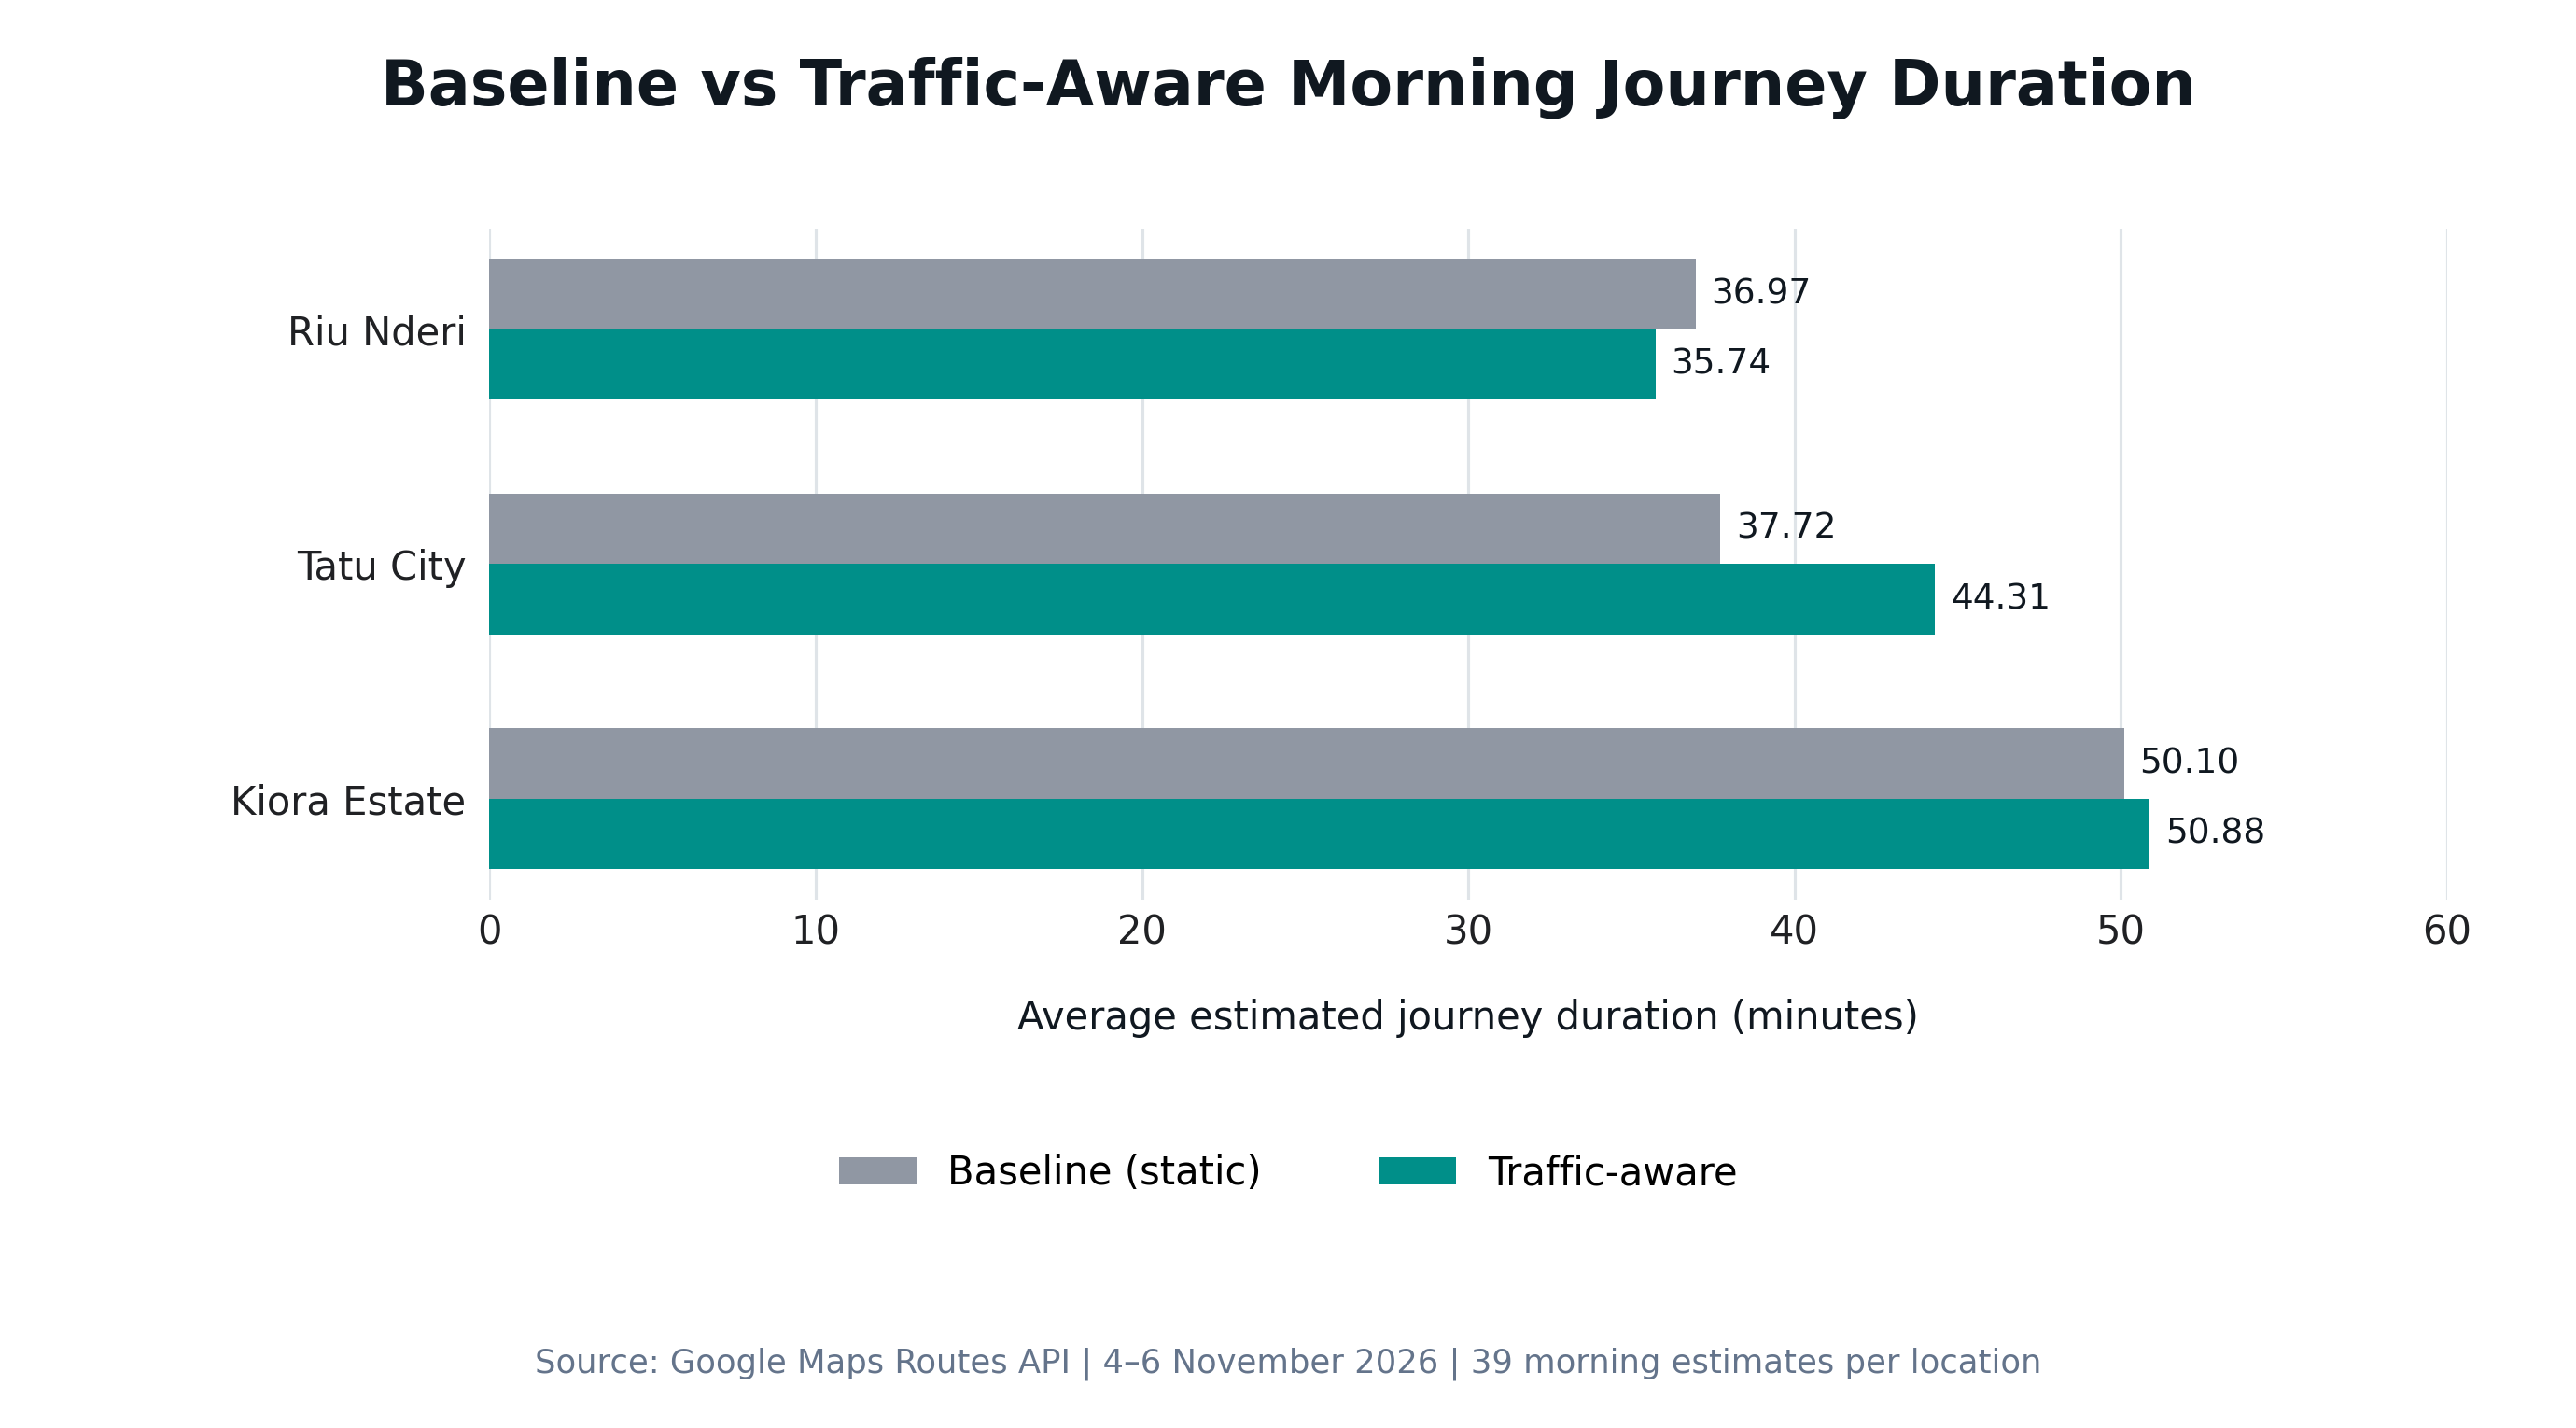 Baseline vs Traffic-Aware Morning Journey Duration
Riu Nderi
36.97
35.74
Tatu City
37.72
44.31
Kiora Estate
50.10
50.88
0 10 20 30 40 50 60
Average estimated journey duration (minutes)
Baseline (static) Traffic-aware
Source: Google Maps Routes API | 4–6 November 2026 | 39 morning estimates per location